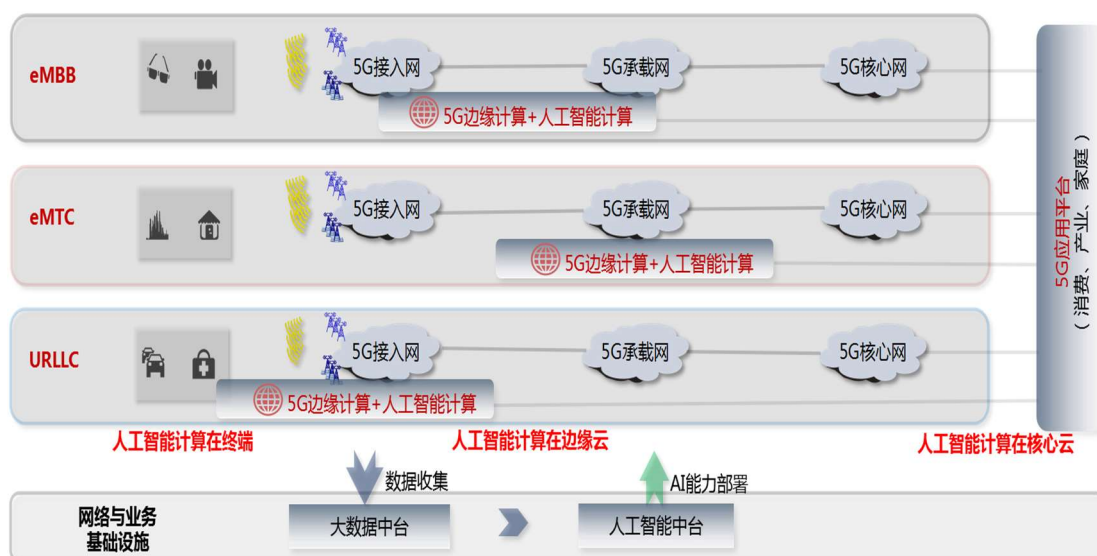 eMBB
5G接入网
5G承载网
5G核心网
5G边缘计算+人工智能计算
eMTC
5G接入网
5G承载网
5G核心网
5G边缘计算+人工智能计算
URLLC
5G接入网
5G承载网
5G核心网
5G边缘计算+人工智能计算
5G应用平台
（消费、产业、家庭）
人工智能计算在终端
人工智能计算在边缘云
人工智能计算在核心云
数据收集
AI能力部署
网络与业务
基础设施
大数据中台
人工智能中台